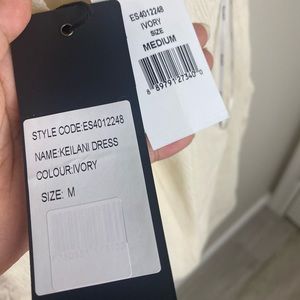 ES4012248
IVORY
SIZE
MEDIUM
STYLE CODE:ES4012248
NAME:KEILANI DRESS
COLOUR:IVORY
SIZE: M